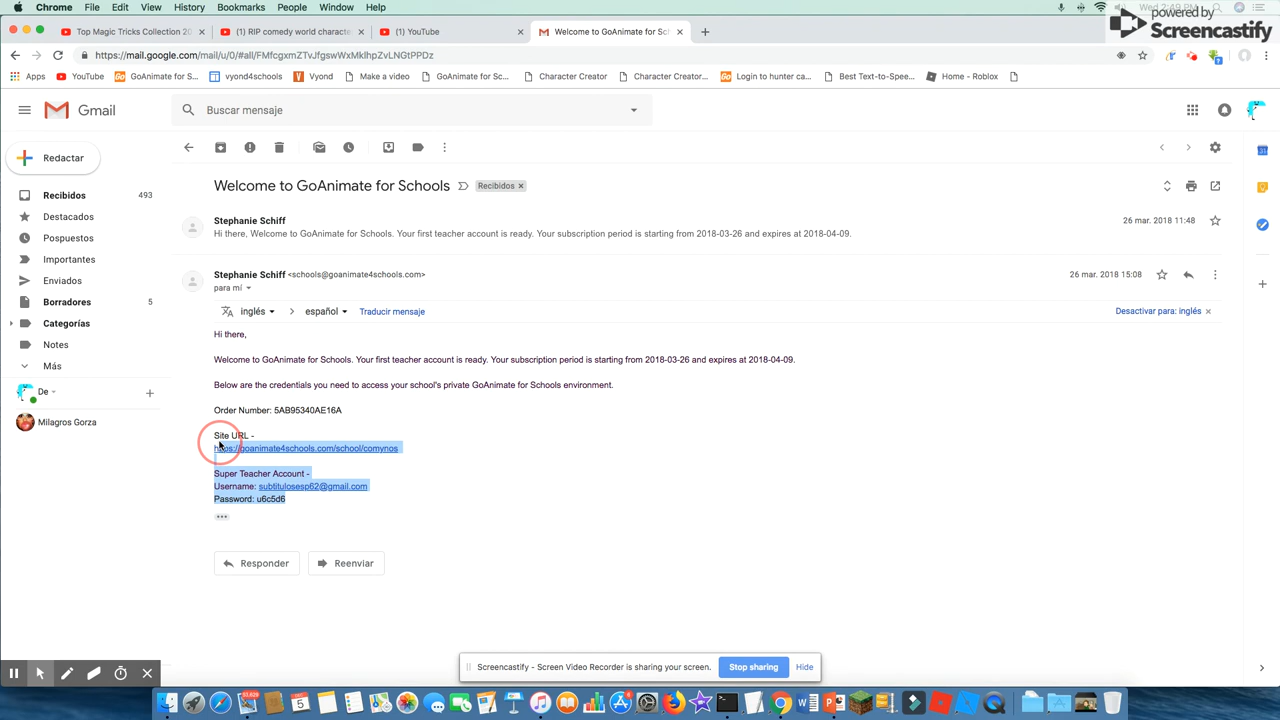 Chrome File Edit View History Bookmarks People Window Help
powered by
Screencastify
Top Magic Tricks Collection 20
(1) RIP comedy world characte
(1) YouTube
Welcome to GoAnimate for Sch
Apps YouTube GoAnimate for S... vyond4schools Vyond Make a video GoAnimate for Sc... Character Creator Character Creator... Login to hunter ca... Best Text-to-Spee... Home - Roblox
Gmail
Buscar mensaje
Redactar
Recibidos 493
Destacados
Pospuestos
Importantes
Enviados
Borradores 5
Categorías
Notes
Más
De
Milagros Gorza
Welcome to GoAnimate for Schools Recibidos x
Stephanie Schiff 26 mar. 2018 11:48
Hi there, Welcome to GoAnimate for Schools. Your first teacher account is ready. Your subscription period is starting from 2018-03-26 and expires at 2018-04-09.
Stephanie Schiff <schools@goanimate4schools.com> 26 mar. 2018 15:08
para mí
inglés > español Traducir mensaje Desactivar para: inglés x
Hi there,
Welcome to GoAnimate for Schools. Your first teacher account is ready. Your subscription period is starting from 2018-03-26 and expires at 2018-04-09.
Below are the credentials you need to access your school's private GoAnimate for Schools environment.
Order Number: 5AB95340AE16A
Site URL -
https://goanimate4schools.com/school/comynos
Super Teacher Account -
Username: subtitulosesp62@gmail.com
Password: u6c5d6
Responder
Reenviar
Screencastify - Screen Video Recorder is sharing your screen. Stop sharing Hide